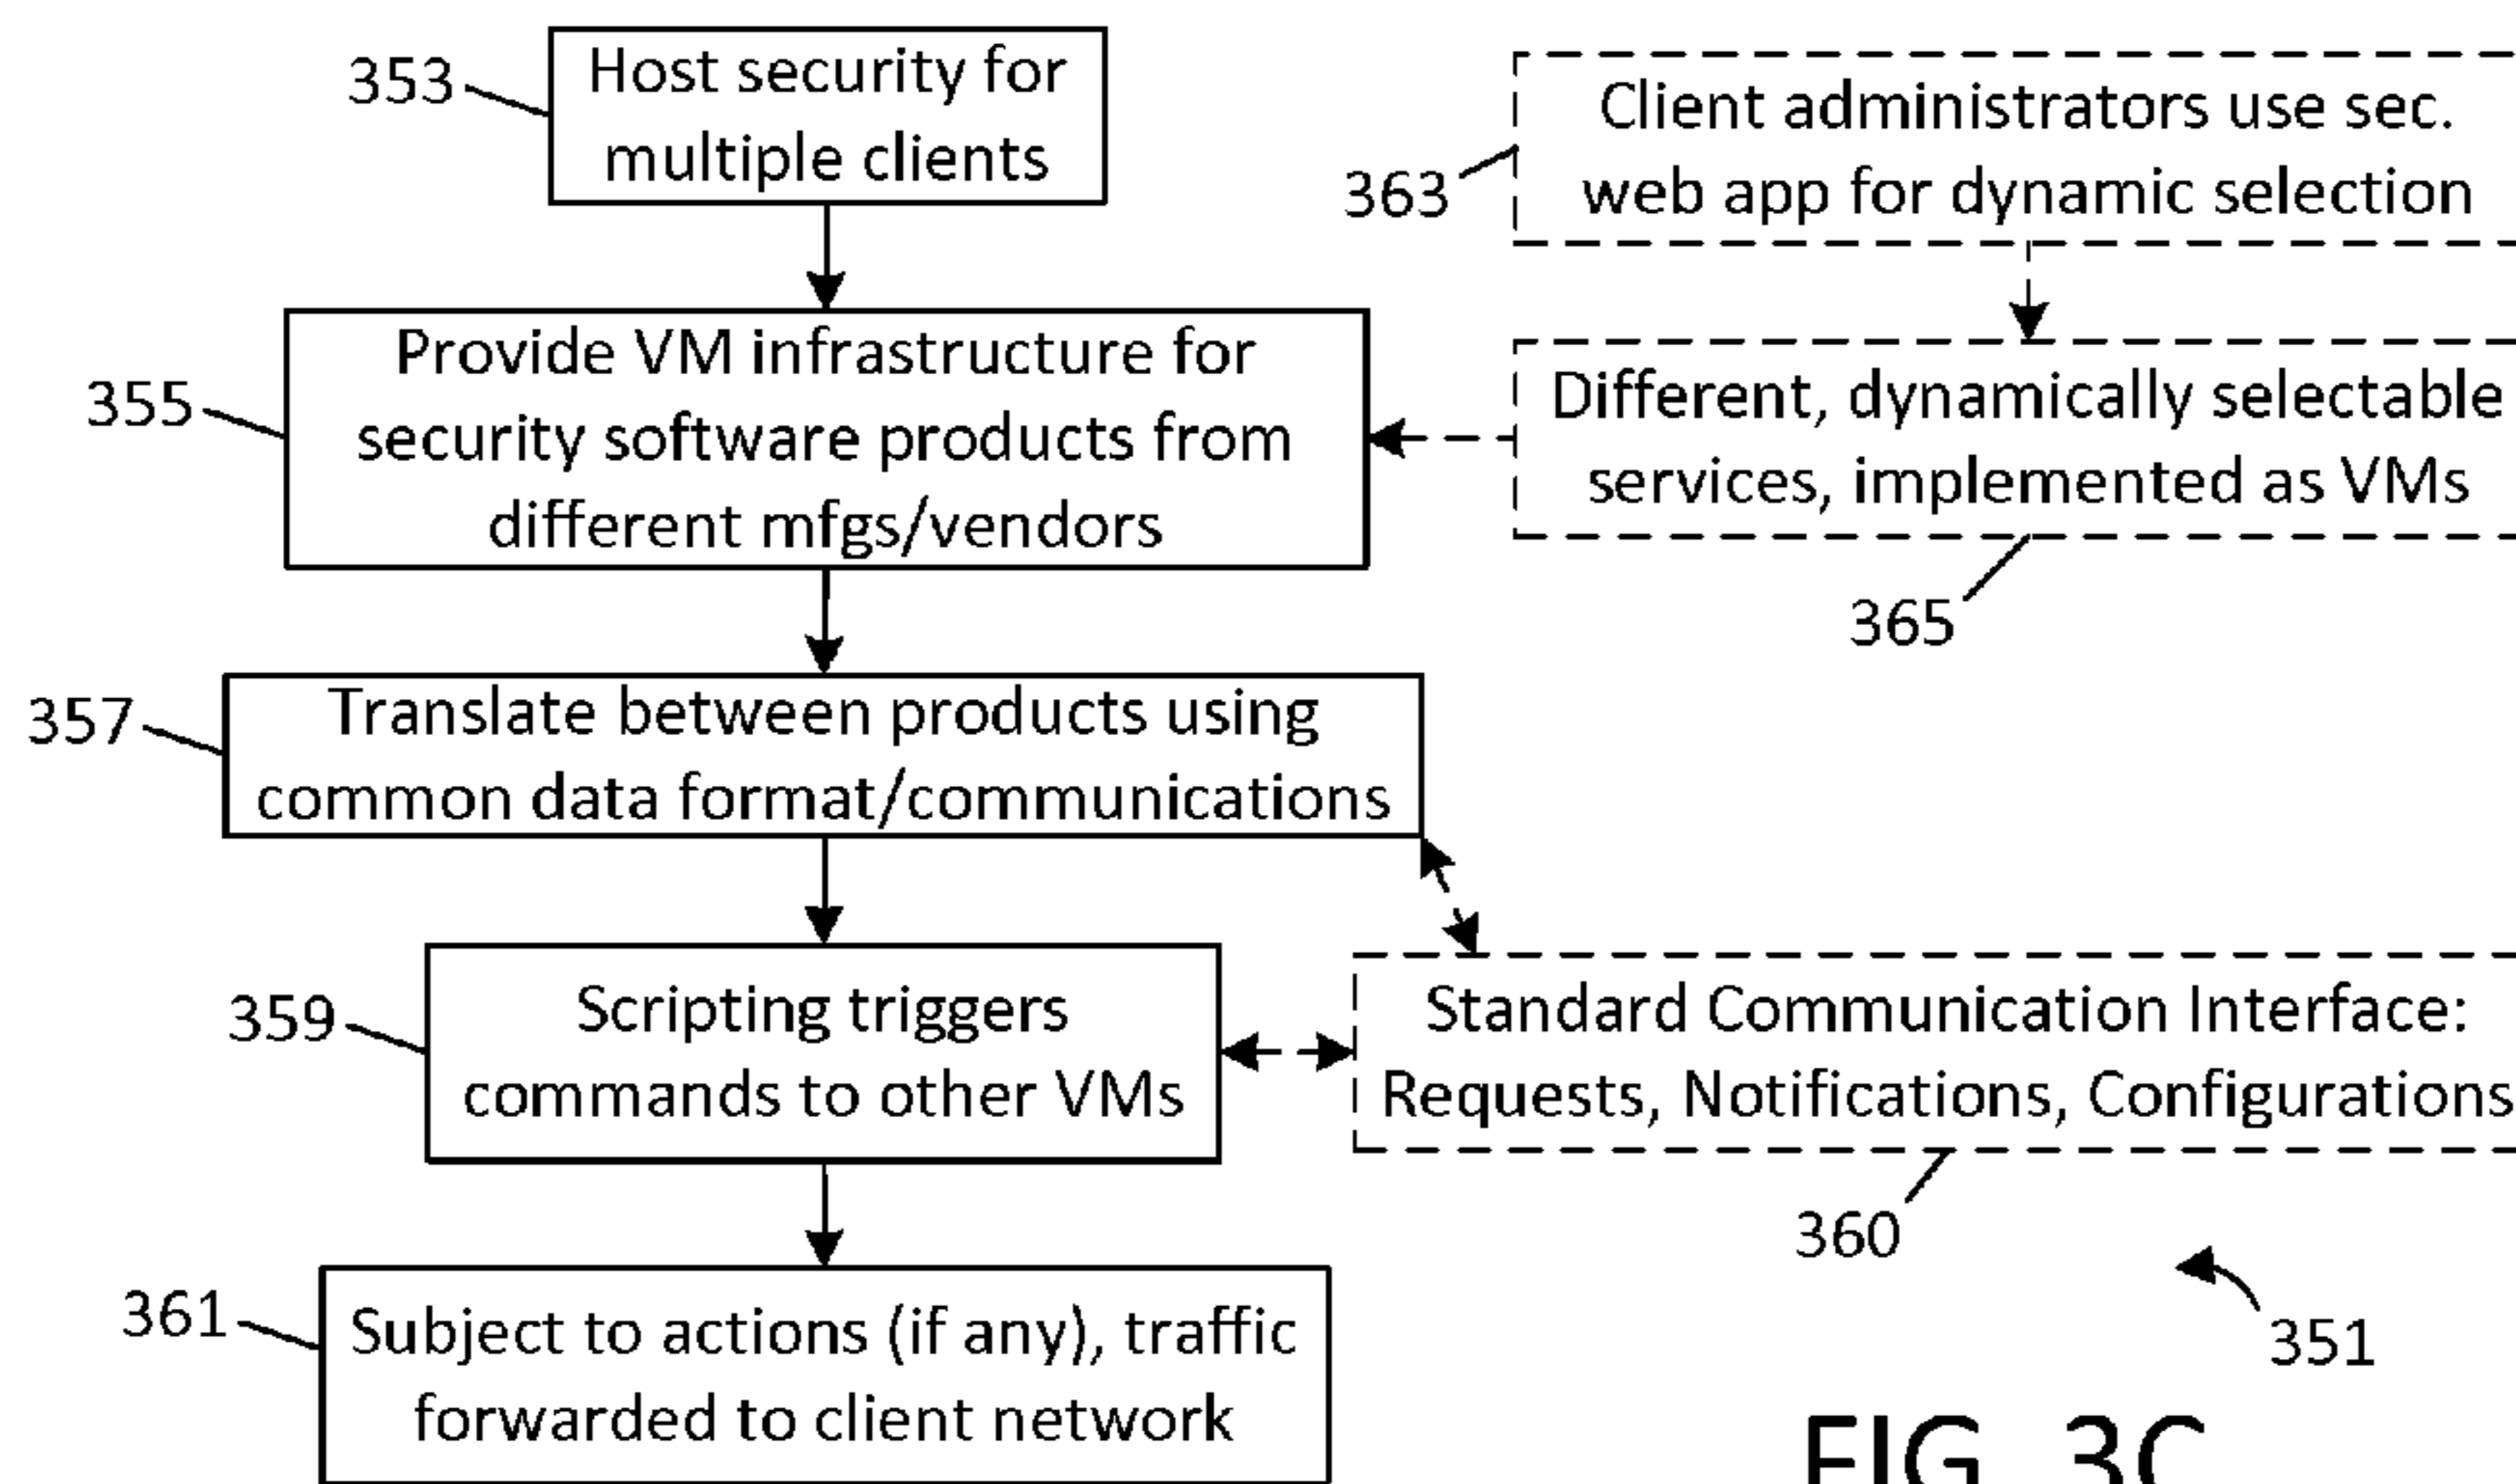 353
Host security for
multiple clients
363
Client administrators use sec.
web app for dynamic selection
355
Provide VM infrastructure for
security software products from
different mfgs/vendors
Different, dynamically selectable
services, implemented as VMs
365
357
Translate between products using
common data format/communications
359
Scripting triggers
commands to other VMs
Standard Communication Interface:
Requests, Notifications, Configurations
360
361
Subject to actions (if any), traffic
forwarded to client network
351
FIG. 3C